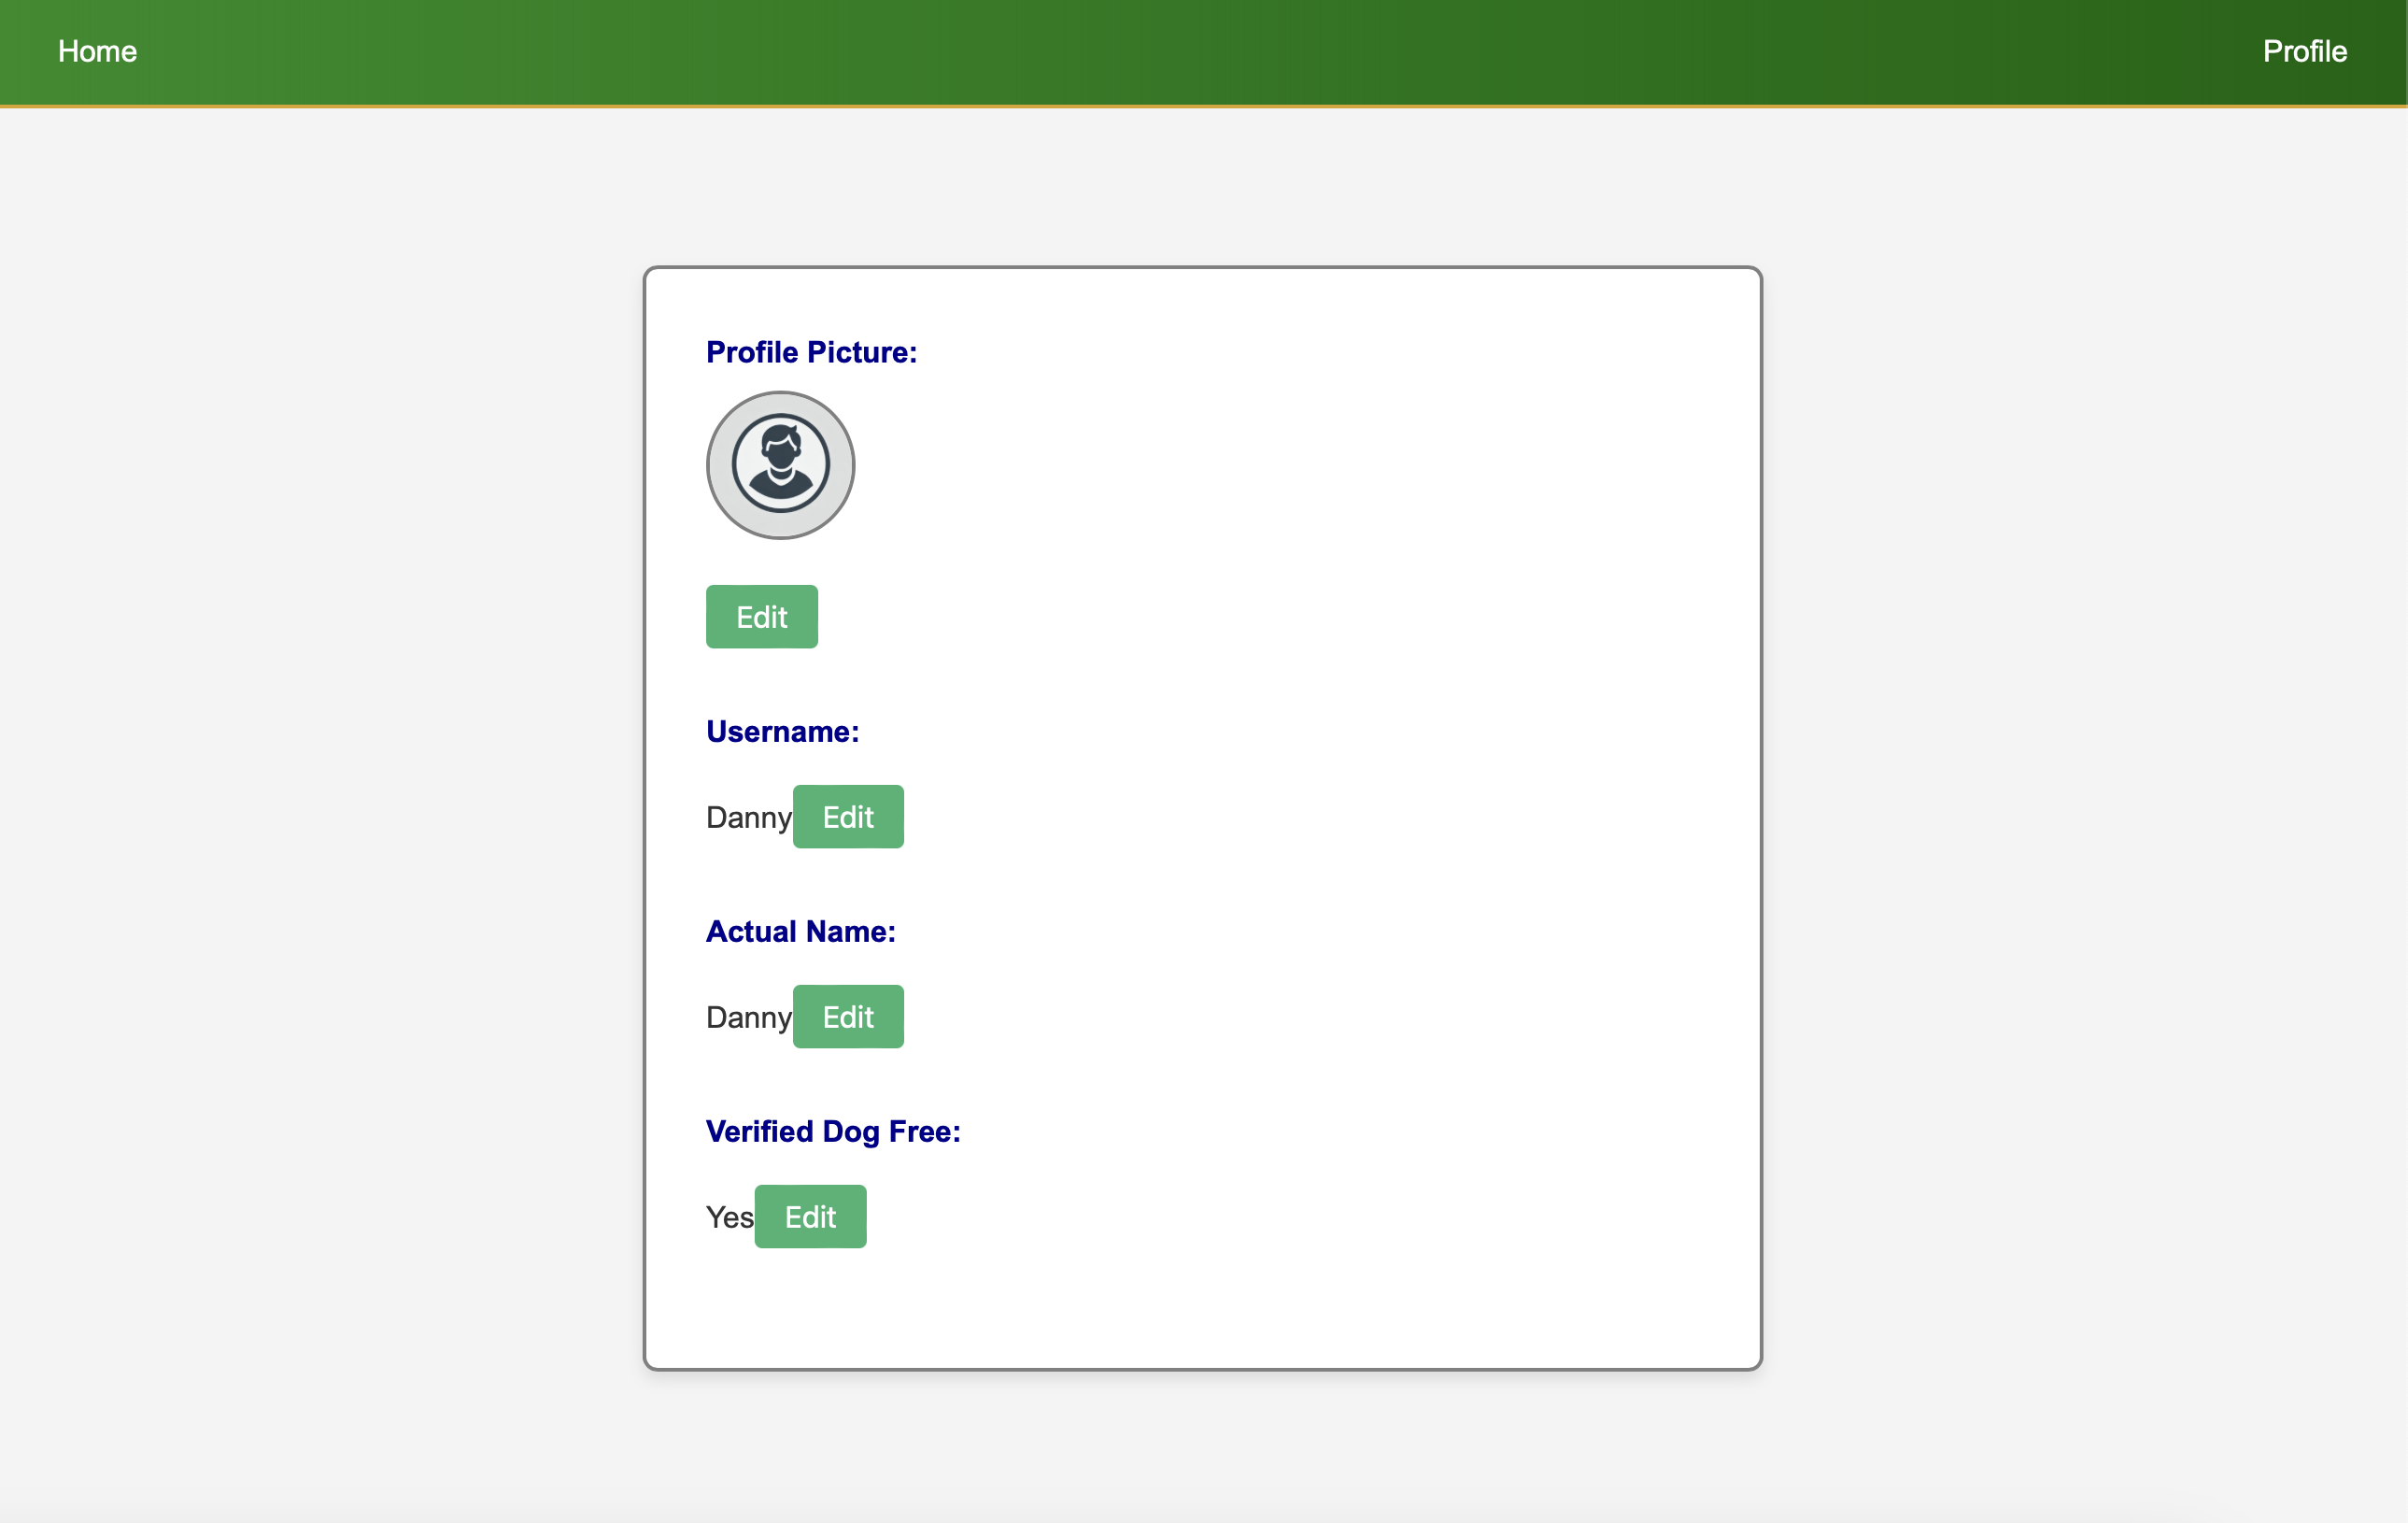 Home Profile
Profile Picture:
Edit
Username:
Danny Edit
Actual Name:
Danny Edit
Verified Dog Free:
Yes Edit